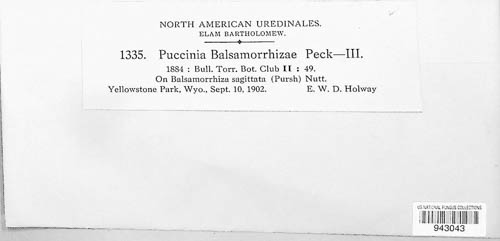 NORTH AMERICAN UREDINALES.
ELAM BARTHOLOMEW.
1335. Puccinia Balsamorrhizae Peck—III.
1884 : Bull. Torr. Bot. Club II : 49.
On Balsamorrhiza sagittata (Pursh) Nutt.
Yellowstone Park, Wyo., Sept. 10, 1902. E. W. D. Holway
US NATIONAL FUNGUS COLLECTIONS
943043